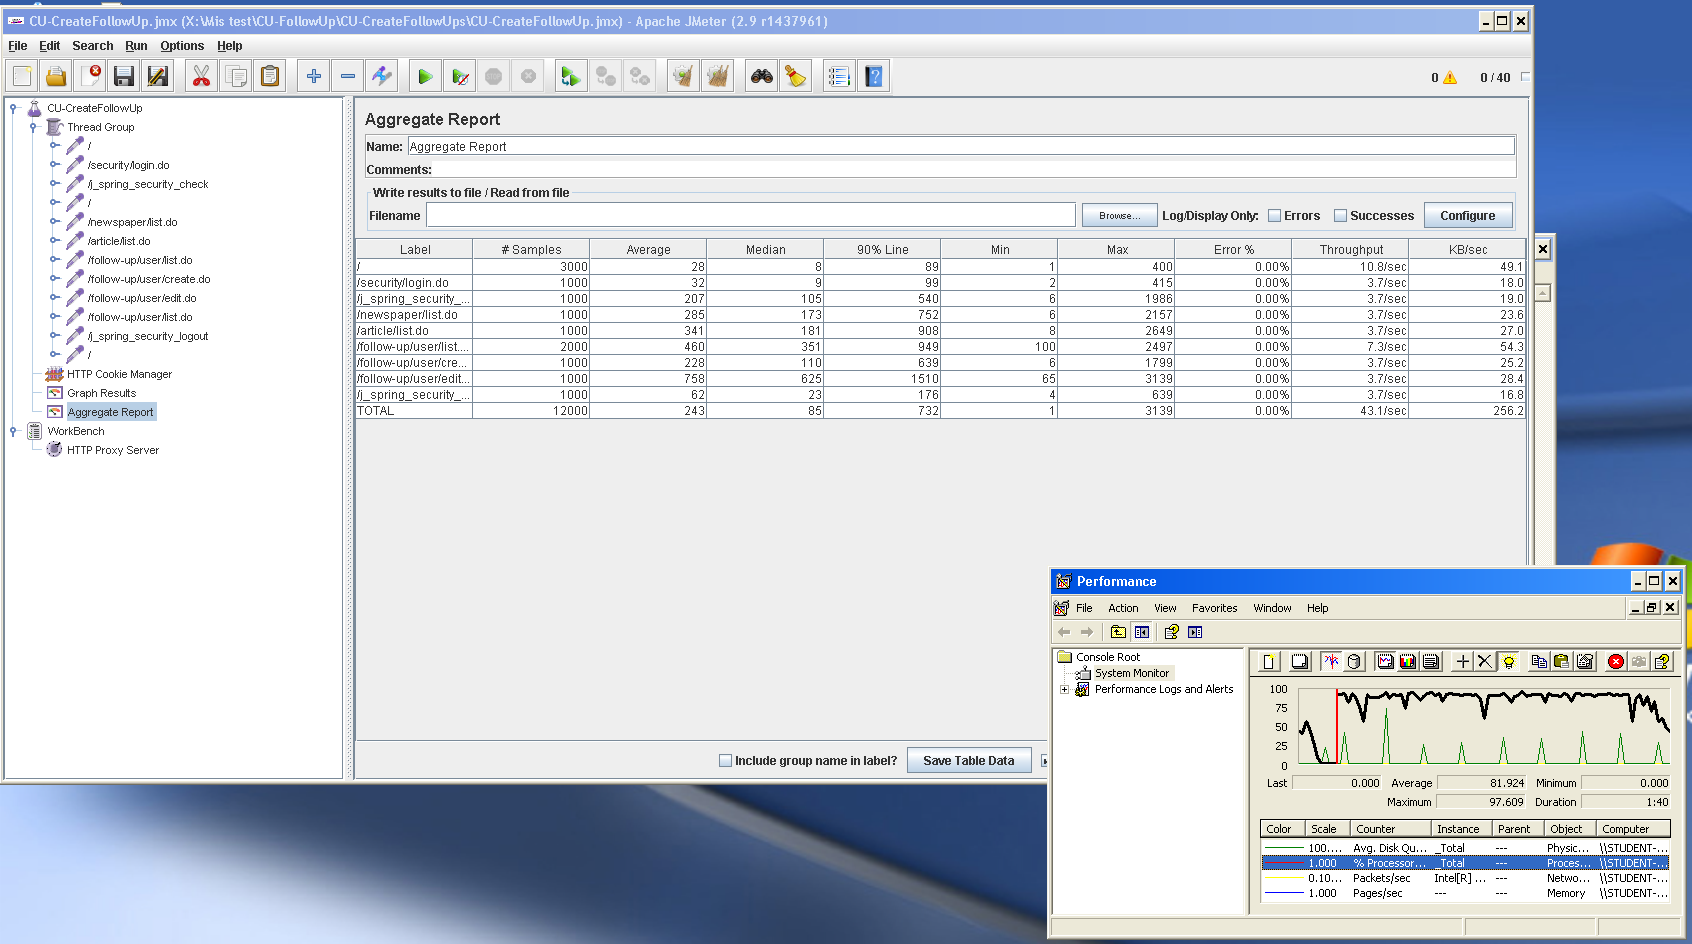 CU-CreateFollowUp.jmx (X:\Mis test\CU-FollowUp\CU-CreateFollowUps\CU-CreateFollowUp.jmx) - Apache JMeter (2.9 r1437961)
File Edit Search Run Options Help
0 0 / 40
CU-CreateFollowUp
Thread Group
/
/security/login.do
/j_spring_security_check
/
/newspaper/list.do
/article/list.do
/follow-up/user/list.do
/follow-up/user/create.do
/follow-up/user/edit.do
/follow-up/user/list.do
/j_spring_security_logout
/
HTTP Cookie Manager
Graph Results
Aggregate Report
WorkBench
HTTP Proxy Server
Aggregate Report
Name: Aggregate Report
Comments:
Write results to file / Read from file
Filename Browse... Log/Display Only: Errors Successes Configure
Label # Samples Average Median 90% Line Min Max Error % Throughput KB/sec
/ 3000 28 8 89 1 400 0.00% 10.8/sec 49.1
/security/login.do 1000 32 9 99 2 415 0.00% 3.7/sec 18.0
/j_spring_security_... 1000 207 105 540 6 1986 0.00% 3.7/sec 19.0
/newspaper/list.do 1000 285 173 752 6 2157 0.00% 3.7/sec 23.6
/article/list.do 1000 341 181 908 8 2649 0.00% 3.7/sec 27.0
/follow-up/user/list.... 2000 460 351 949 100 2497 0.00% 7.3/sec 54.3
/follow-up/user/cre... 1000 228 110 639 6 1799 0.00% 3.7/sec 25.2
/follow-up/user/edit... 1000 758 625 1510 65 3139 0.00% 3.7/sec 28.4
/j_spring_security_... 1000 62 23 176 4 639 0.00% 3.7/sec 16.8
TOTAL 12000 243 85 732 1 3139 0.00% 43.1/sec 256.2
Include group name in label? Save Table Data
Performance
File Action View Favorites Window Help
Console Root
System Monitor
Performance Logs and Alerts
100
75
50
25
0
Last 0.000 Average 81.924 Minimum 0.000
Maximum 97.609 Duration 1:40
Color Scale Counter Instance Parent Object Computer
100.... Avg. Disk Qu... _Total --- Physic... \\STUDENT-...
1.000 % Processor... _Total --- Proces... \\STUDENT-...
0.10... Packets/sec Intel[R] ... --- Netwo... \\STUDENT-...
1.000 Pages/sec --- --- Memory \\STUDENT-...